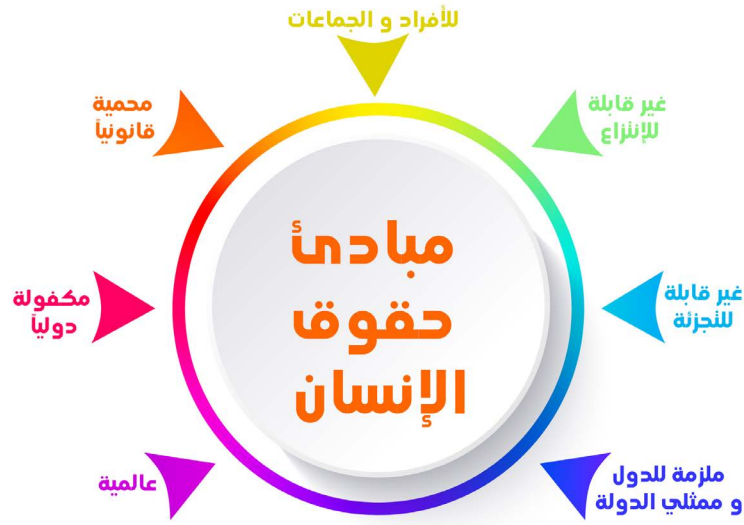 للأفراد و الجماعات
غير قابلة
للإنتزاع
محمية
قانونياً
مبادئ
حقوق
الإنسان
غير قابلة
للتجزئة
مكفولة
دولياً
ملزمة للدول
و ممثلي الدولة
عالمية